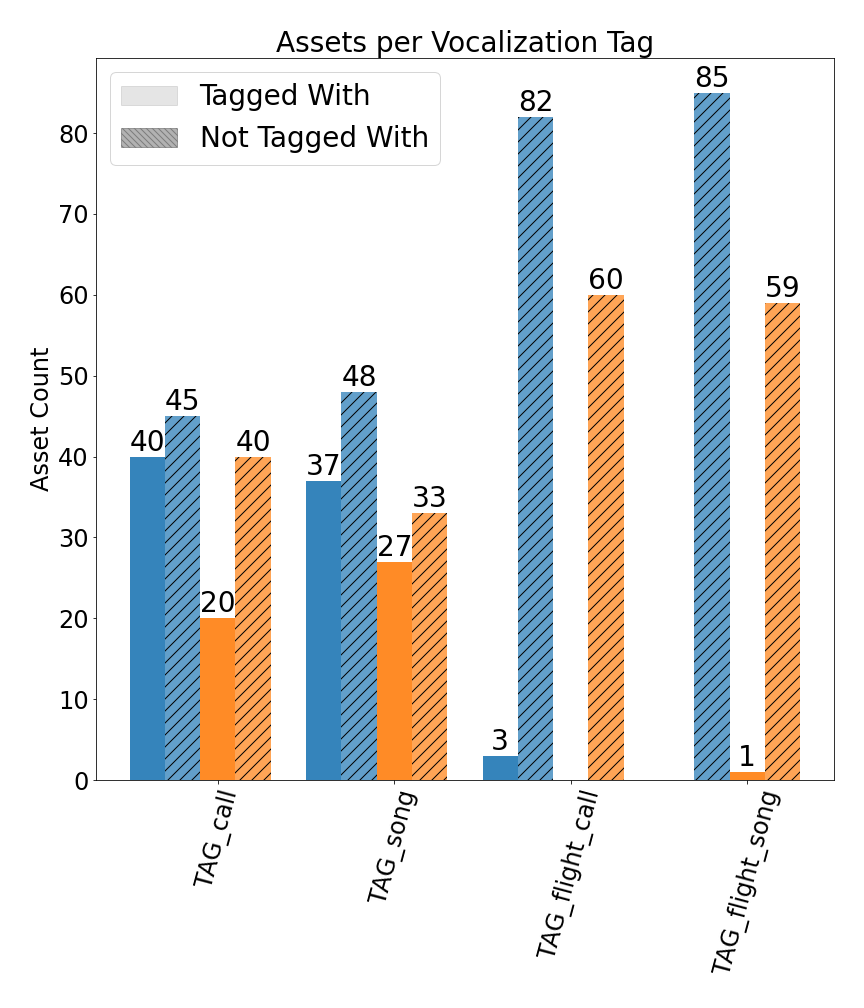 Assets per Vocalization Tag
Tagged With
Not Tagged With
Asset Count
80
70
60
50
40
30
20
10
0
40
45
20
40
37
48
27
33
3
82
60
85
1
59
TAG_call
TAG_song
TAG_flight_call
TAG_flight_song